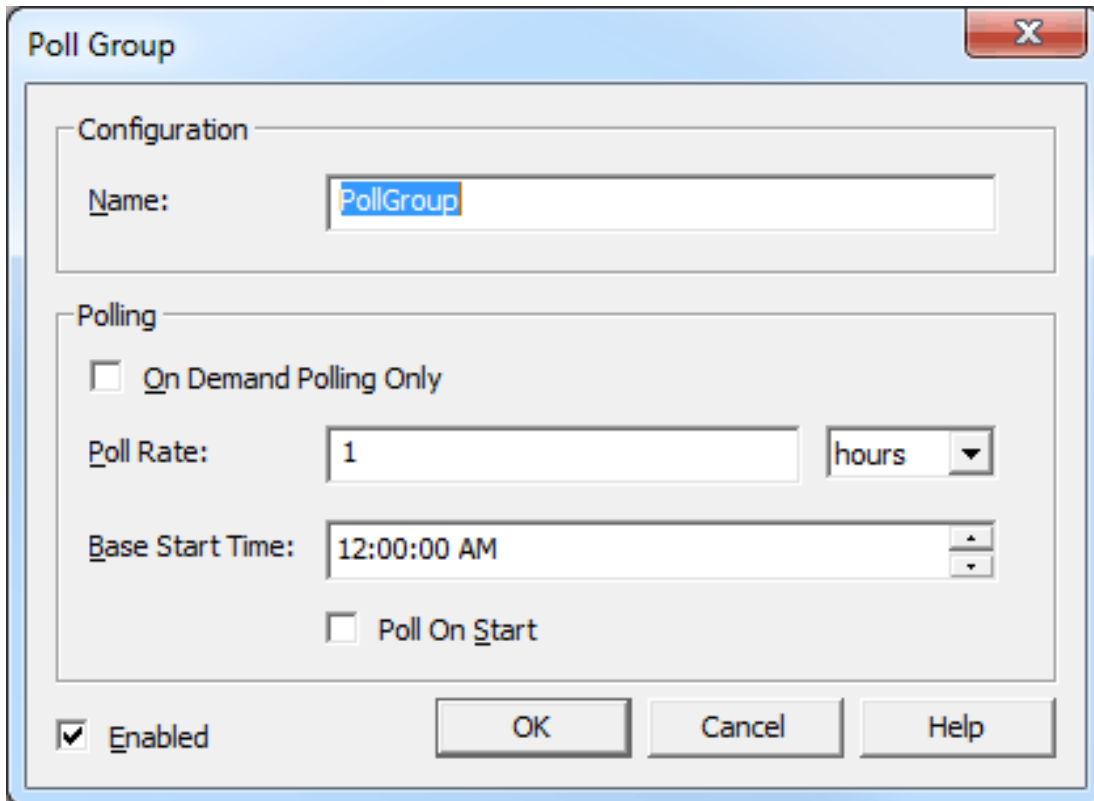 Poll Group
Configuration
Name: PollGroup
Polling
On Demand Polling Only
Poll Rate: 1 hours
Base Start Time: 12:00:00 AM
Poll On Start
Enabled OK Cancel Help